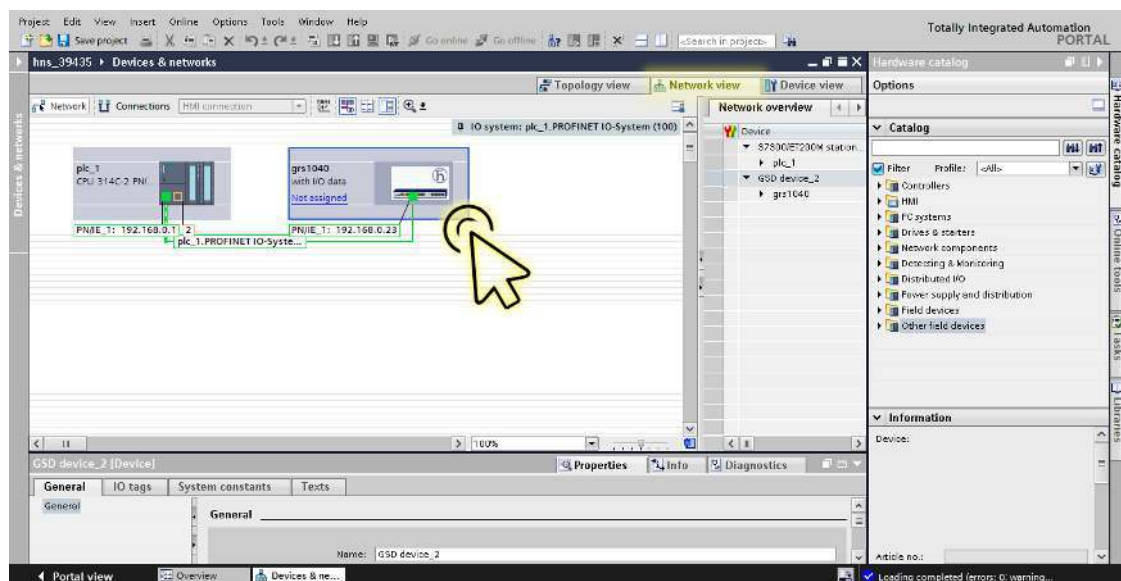 Project Edit View Insert Online Options Tools Window Help
Totally Integrated Automation
PORTAL
Save project Go online Go offline <Search in project>
hns_39435 Devices & networks
Hardware catalog
Topology view Network view Device view
Options
Network Connections HMI connection
Network overview
IO system: plc_1.PROFINET IO-System (100)
Device
S7300/ET200M station...
plc_1
GSD device_2
grs1040
plc_1
CPU 314C-2 PN/...
grs1040
with I/O data
Not assigned
PN/IE_1: 192.168.0.1 2
PN/IE_1: 192.168.0.23
plc_1.PROFINET IO-Syste...
Catalog
Filter Profile: <All>
Controllers
HMI
PC systems
Drives & starters
Network components
Detecting & Monitoring
Distributed I/O
Power supply and distribution
Field devices
Other field devices
Devices & networks
Hardware catalog
Online tools
Tasks
Libraries
100%
Information
Device:
Article no.:
GSD device_2 [Device]
Properties Info Diagnostics
General IO tags System constants Texts
General
General
Name: GSD device_2
Portal view Overview Devices & ne...
Loading completed (errors: 0; warning...